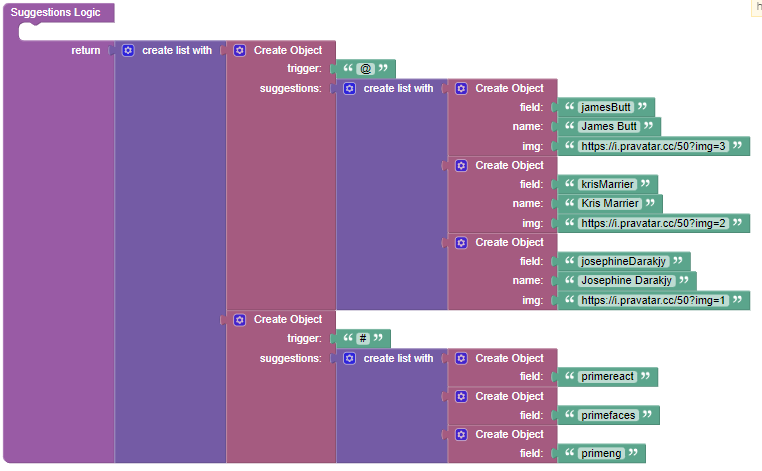 Suggestions Logic
h
return create list with Create Object
trigger: “ @ ”
suggestions: create list with Create Object
field: “ jamesButt ”
name: “ James Butt ”
img: “ https://i.pravatar.cc/50?img=3 ”
Create Object
field: “ krisMarrier ”
name: “ Kris Marrier ”
img: “ https://i.pravatar.cc/50?img=2 ”
Create Object
field: “ josephineDarakjy ”
name: “ Josephine Darakjy ”
img: “ https://i.pravatar.cc/50?img=1 ”
Create Object
trigger: “ # ”
suggestions: create list with Create Object
field: “ primereact ”
Create Object
field: “ primefaces ”
Create Object
field: “ primeng ”